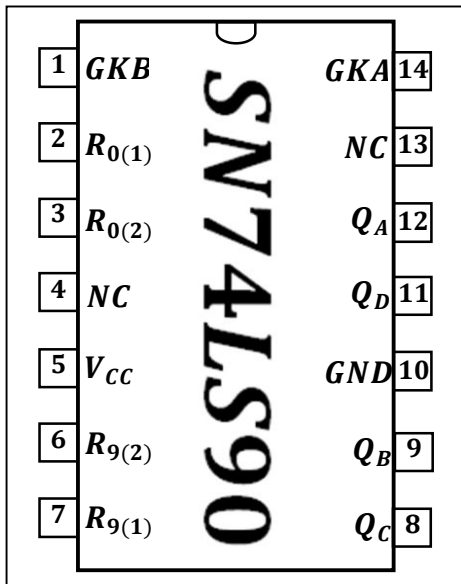 1 GKB GKA 14
2 R0(1) NC 13
3 R0(2) QA 12
4 NC QD 11
5 VCC GND 10
6 R9(2) QB 9
7 R9(1) QC 8
SN74LS90